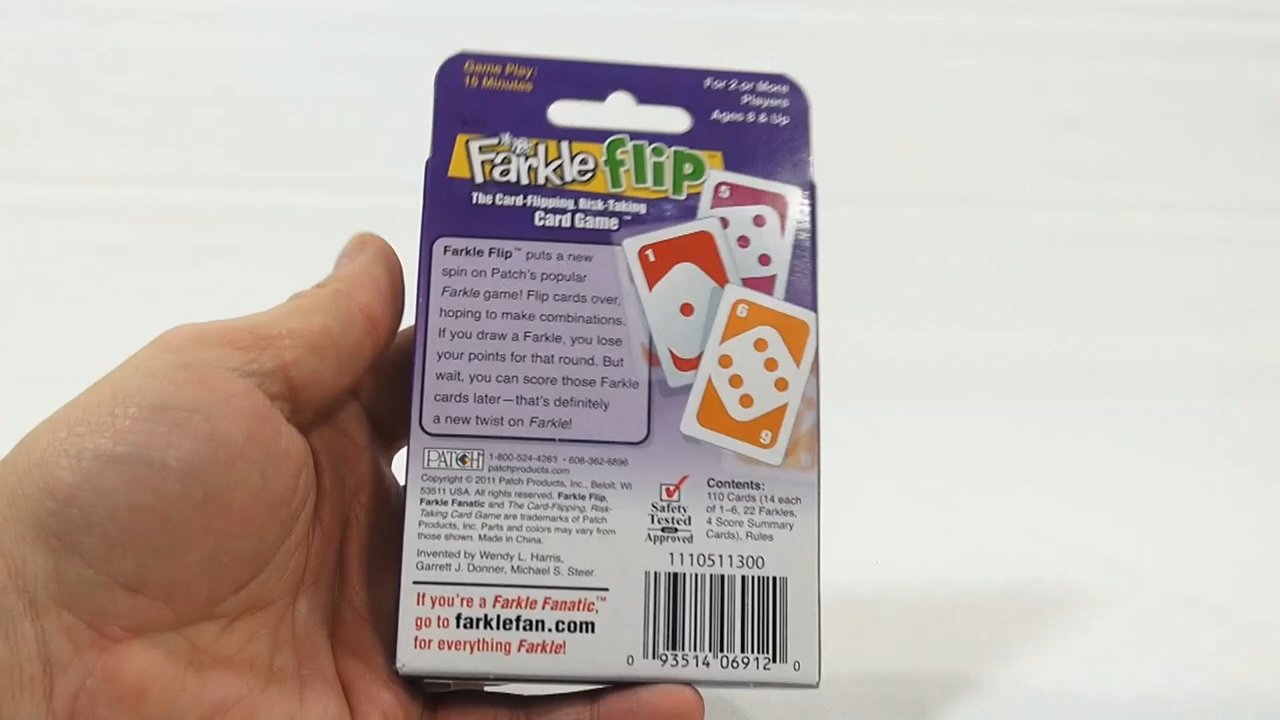 Game Play:
15 Minutes
For 2 or More
Players
Ages 8 & Up
Farkle flip™
The Card-Flipping, Risk-Taking
Card Game™
5
1
6
6
Farkle Flip™ puts a new
spin on Patch's popular
Farkle game! Flip cards over,
hoping to make combinations.
If you draw a Farkle, you lose
your points for that round. But
wait, you can score those Farkle
cards later—that's definitely
a new twist on Farkle!
PATCH
1-800-524-4263 • 608-362-6896
patchproducts.com
Copyright © 2011 Patch Products, Inc., Beloit, WI
53511 USA. All rights reserved. Farkle Flip,
Farkle Fanatic and The Card-Flipping, Risk-
Taking Card Game are trademarks of Patch
Products, Inc. Parts and colors may vary from
those shown. Made in China.
Invented by Wendy L. Harris,
Garrett J. Donner, Michael S. Steer.
If you're a Farkle Fanatic,™
go to farklefan.com
for everything Farkle!
Safety
Tested
and
Approved
Contents:
110 Cards (14 each
of 1–6, 22 Farkles,
4 Score Summary
Cards), Rules
1110511300
0 93514 06912 0